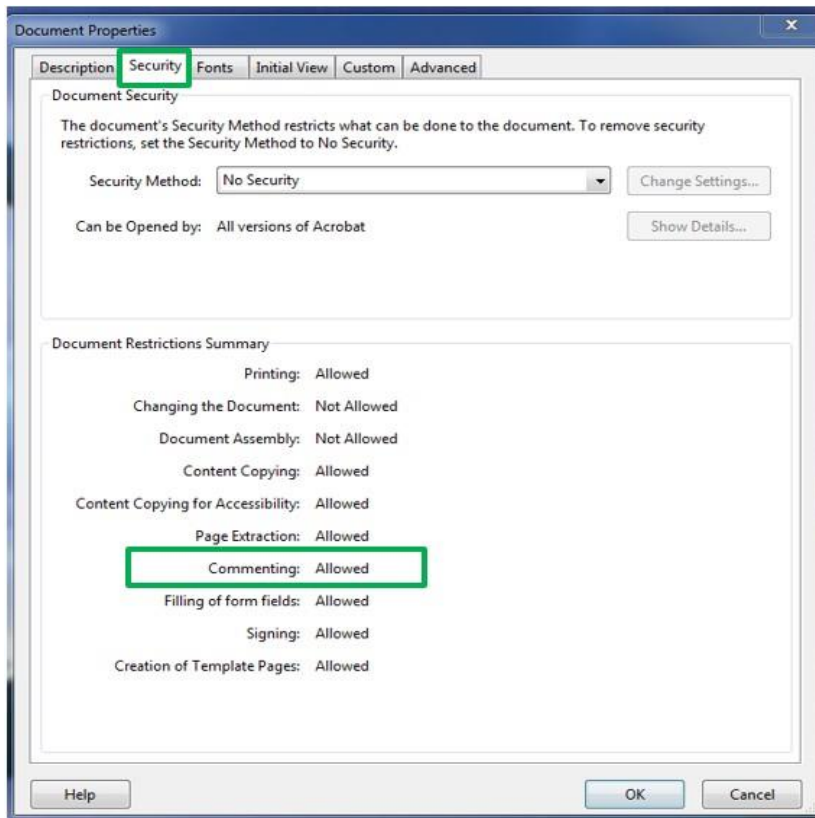 Document Properties
Description Security Fonts Initial View Custom Advanced
Document Security
The document's Security Method restricts what can be done to the document. To remove security
restrictions, set the Security Method to No Security.
Security Method: No Security Change Settings...
Can be Opened by: All versions of Acrobat Show Details...
Document Restrictions Summary
Printing: Allowed
Changing the Document: Not Allowed
Document Assembly: Not Allowed
Content Copying: Allowed
Content Copying for Accessibility: Allowed
Page Extraction: Allowed
Commenting: Allowed
Filling of form fields: Allowed
Signing: Allowed
Creation of Template Pages: Allowed
Help OK Cancel